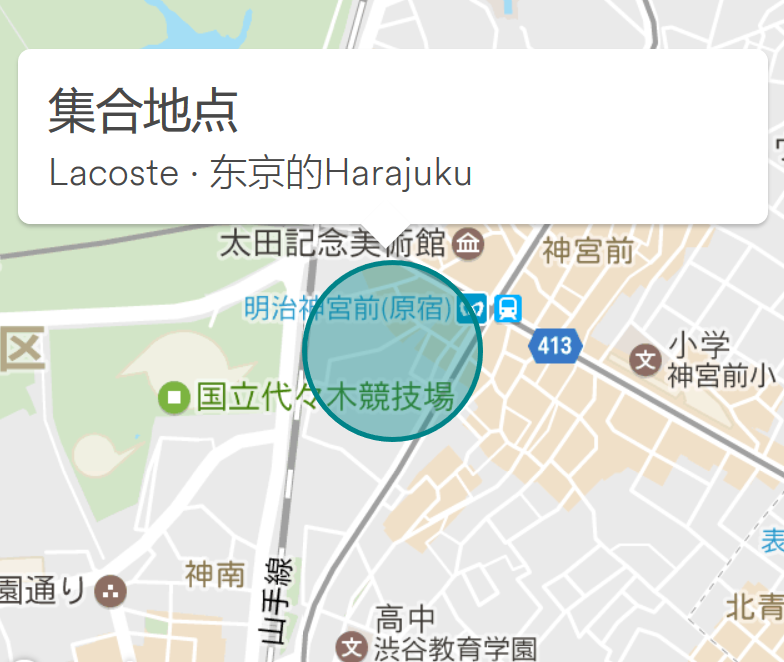 集合地点
Lacoste · 东京的Harajuku
太田記念美術館
神宮前
明治神宮前(原宿)
413
小学
神宮前小
文
区
国立代々木競技場
神南
園通り
山手線
高中
文
渋谷教育学園
表
北青